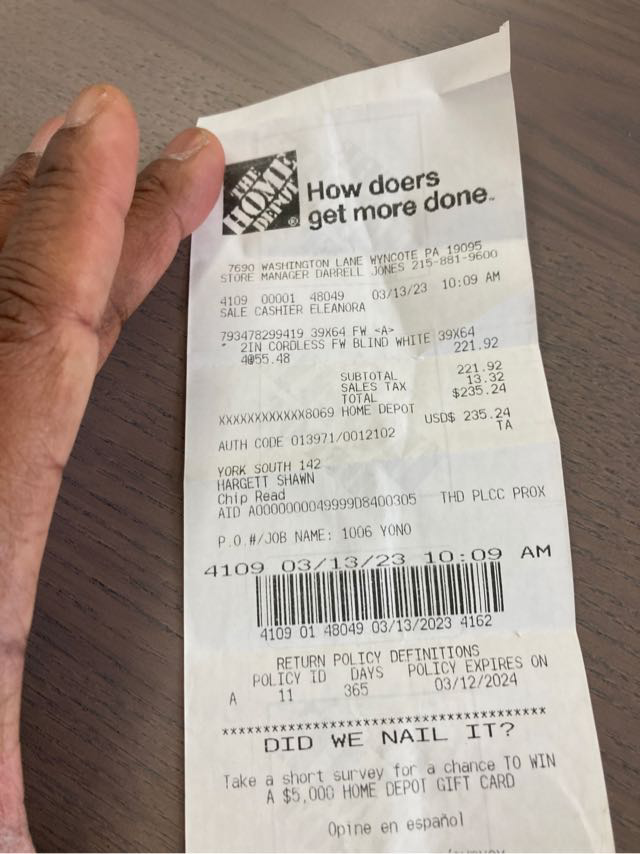 THE
HOME
DEPOT
®
How doers
get more done™
7690 WASHINGTON LANE WYNCOTE PA 19095
STORE MANAGER DARRELL JONES 215-881-9600
4109 00001 48049 03/13/23 10:09 AM
SALE CASHIER ELEANORA
793478299419 39X64 FW <A>
* 2IN CORDLESS FW BLIND WHITE 39X64
4@55.48 221.92
SUBTOTAL 221.92
SALES TAX 13.32
TOTAL $235.24
XXXXXXXXXXXX8069 HOME DEPOT
USD$ 235.24
AUTH CODE 013971/0012102 TA
YORK SOUTH 142
HARGETT SHAWN
Chip Read
AID A0000000049999D8400305 THD PLCC PROX
P.O.#/JOB NAME: 1006 YONO
4109 03/13/23 10:09 AM
4109 01 48049 03/13/2023 4162
RETURN POLICY DEFINITIONS
POLICY ID DAYS POLICY EXPIRES ON
A 11 365 03/12/2024
*****************************************
DID WE NAIL IT?
Take a short survey for a chance TO WIN
A $5,000 HOME DEPOT GIFT CARD
Opine en español